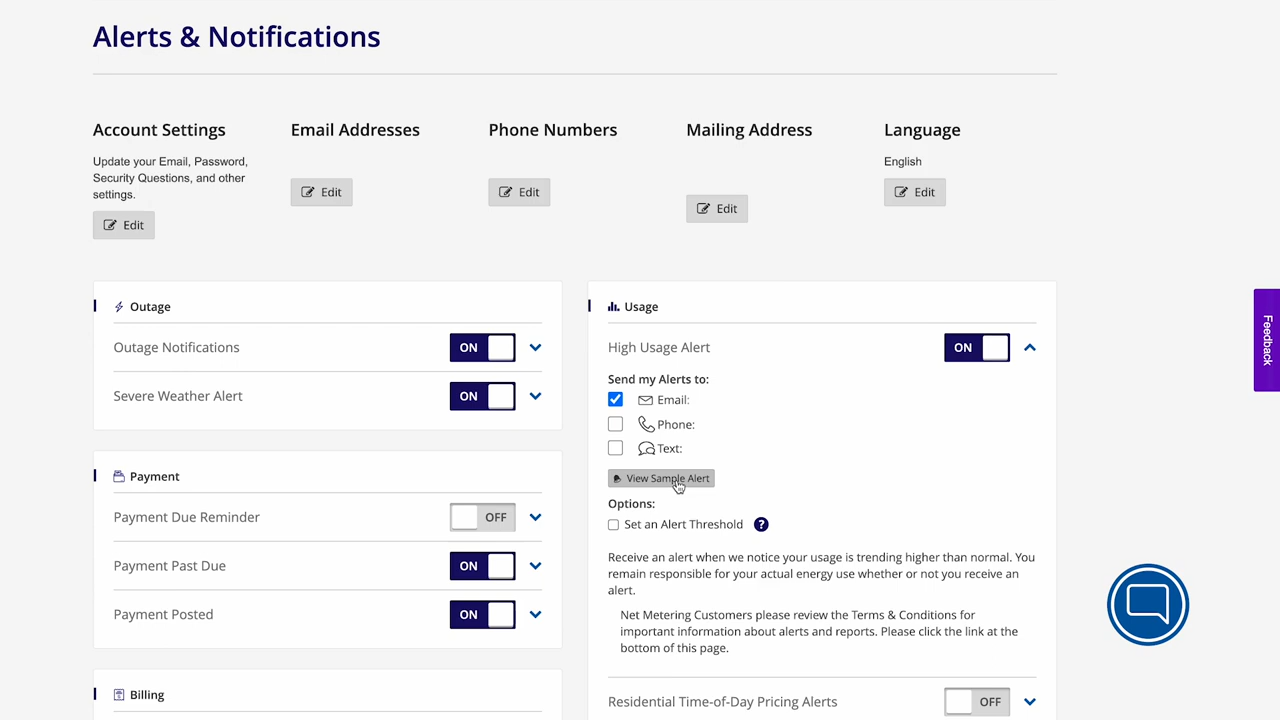 Alerts & Notifications
Account Settings
Update your Email, Password,
Security Questions, and other
settings.
Edit
Email Addresses
Edit
Phone Numbers
Edit
Mailing Address
Edit
Language
English
Edit
Outage
Outage Notifications
ON
Severe Weather Alert
ON
Payment
Payment Due Reminder
OFF
Payment Past Due
ON
Payment Posted
ON
Billing
Usage
High Usage Alert
ON
Send my Alerts to:
Email:
Phone:
Text:
View Sample Alert
Options:
Set an Alert Threshold ?
Receive an alert when we notice your usage is trending higher than normal. You
remain responsible for your actual energy use whether or not you receive an
alert.
Net Metering Customers please review the Terms & Conditions for
important information about alerts and reports. Please click the link at the
bottom of this page.
Residential Time-of-Day Pricing Alerts
OFF
Feedback